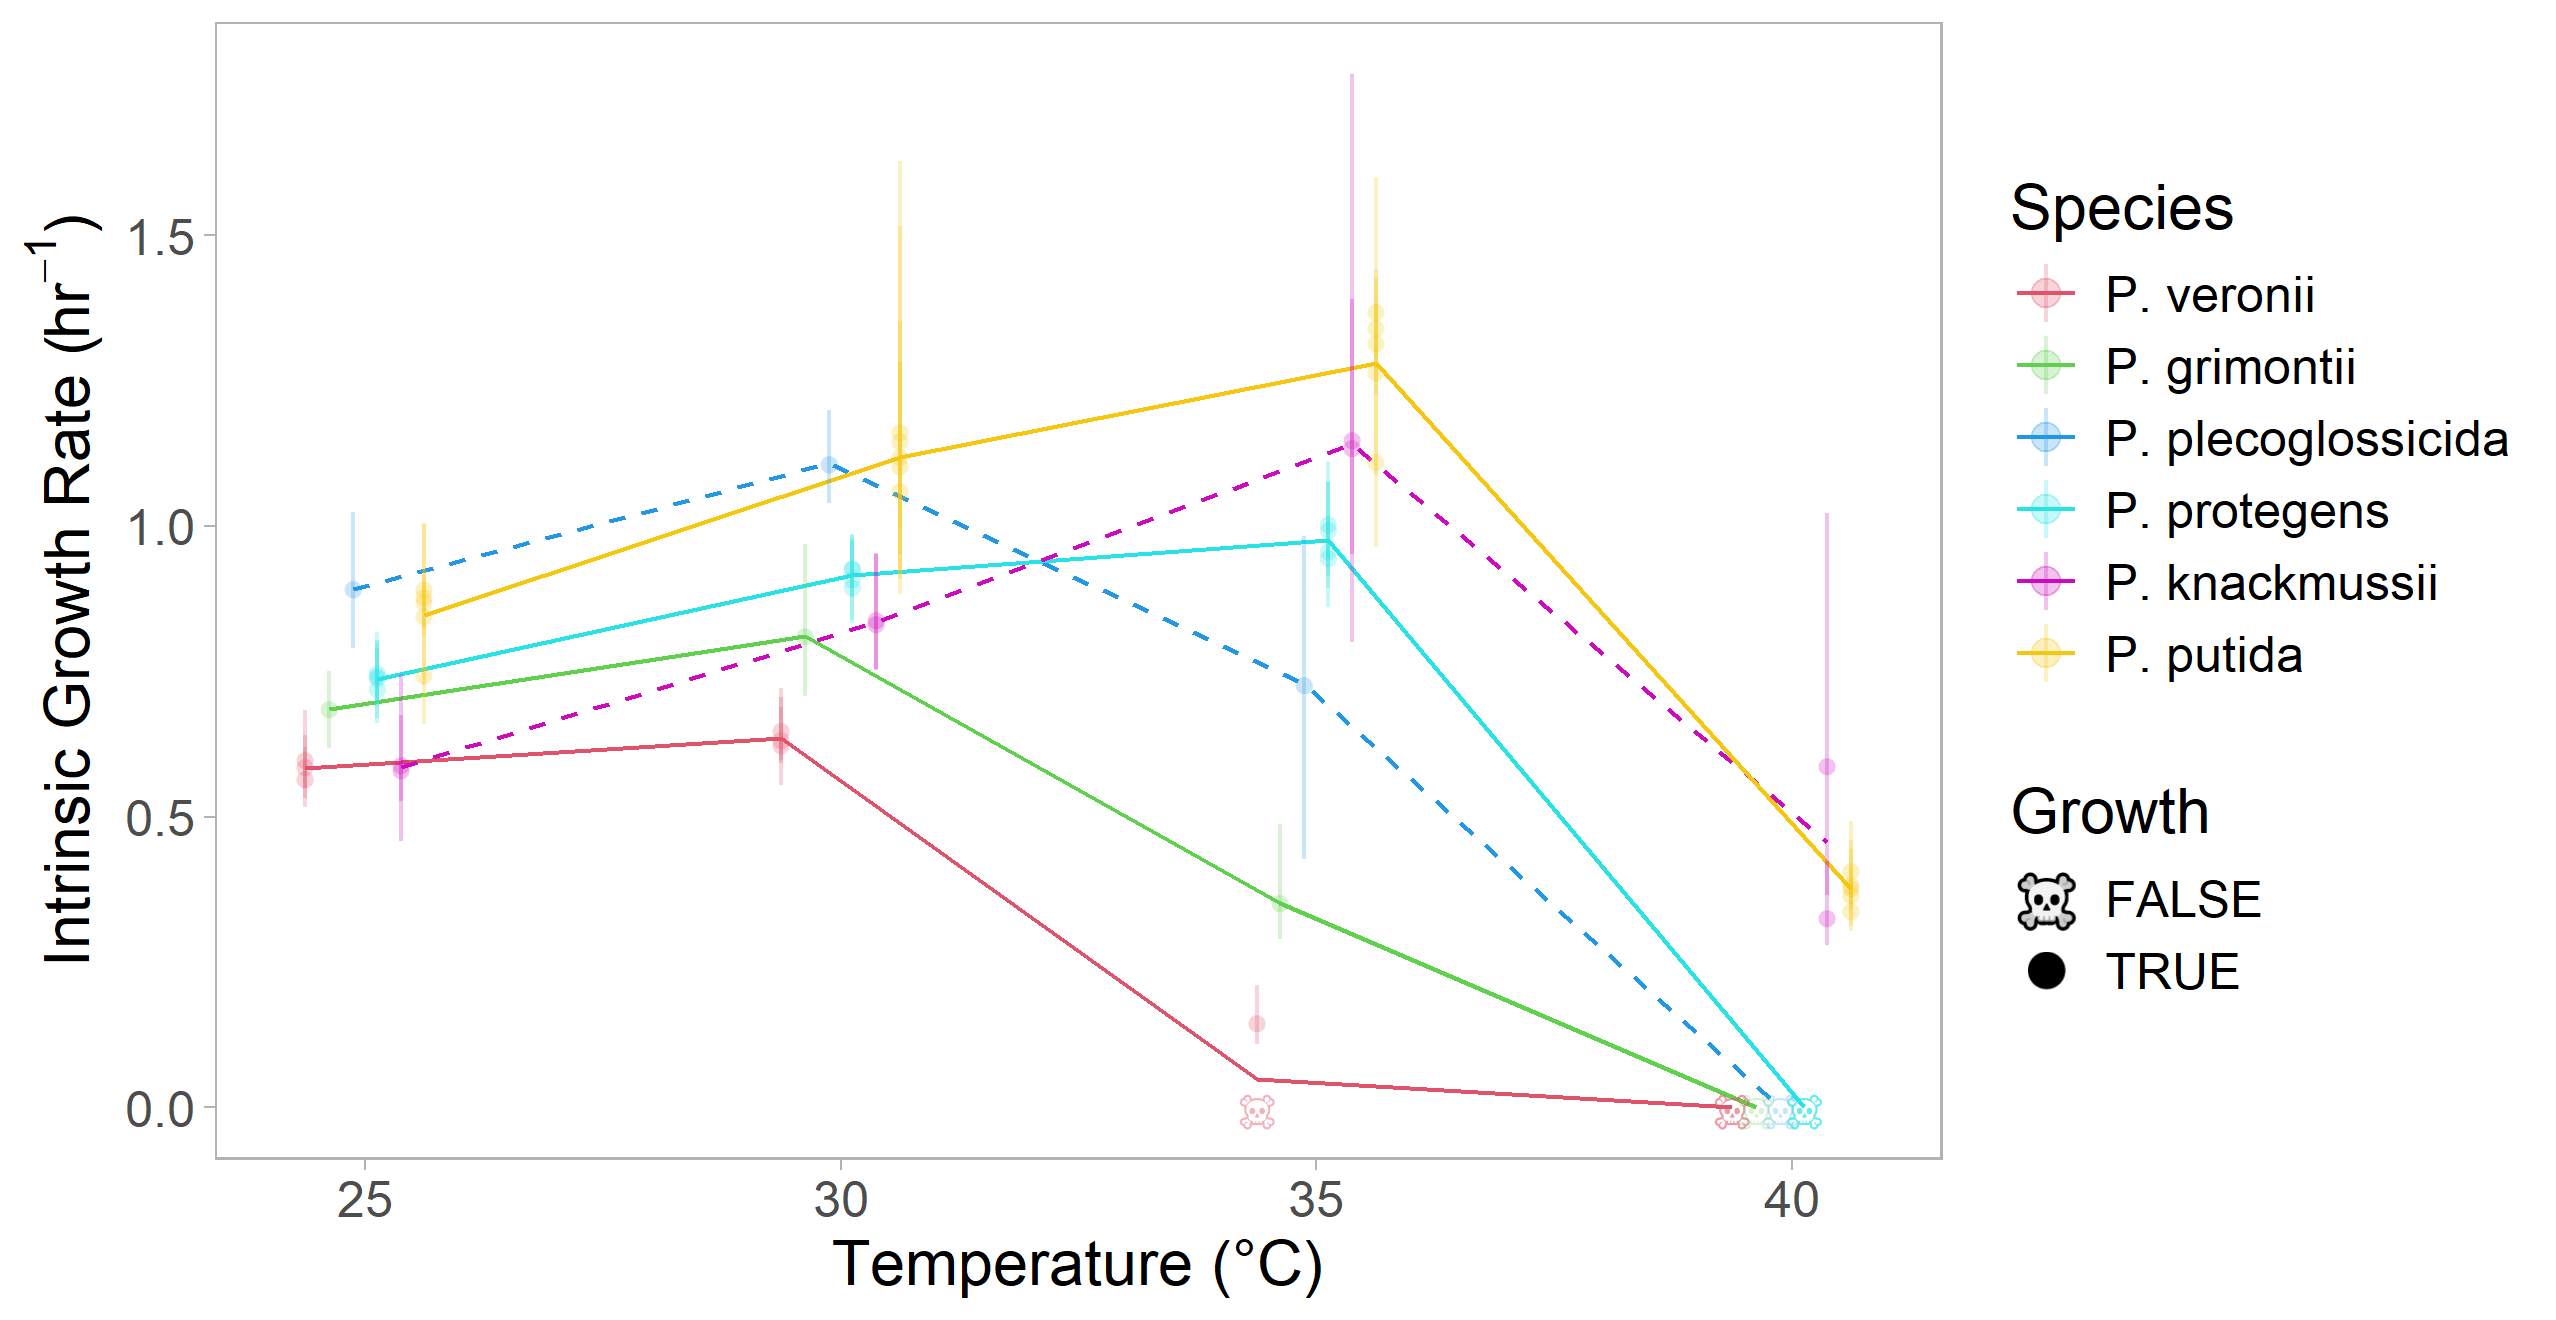 Intrinsic Growth Rate (hr⁻¹)
1.5
1.0
0.5
0.0
25 30 35 40
Temperature (°C)
Species
P. veronii
P. grimontii
P. plecoglossicida
P. protegens
P. knackmussii
P. putida
Growth
FALSE
TRUE